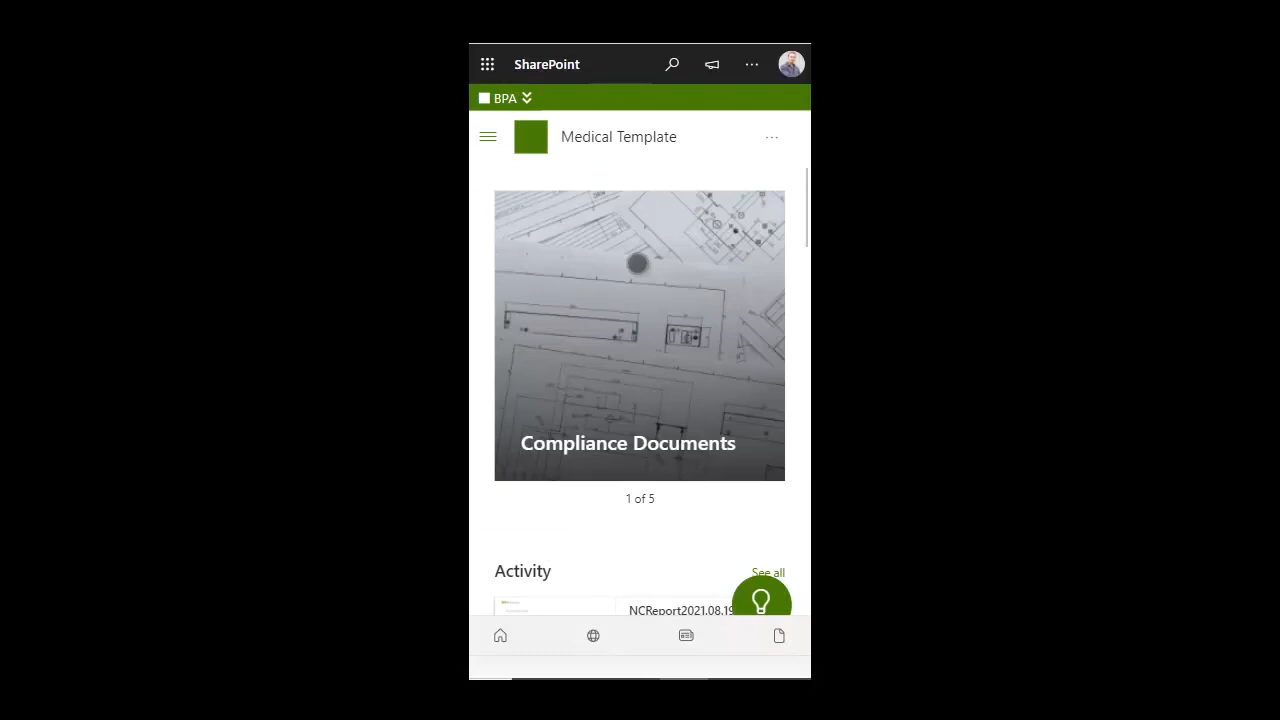 SharePoint
BPA
Medical Template
Compliance Documents
1 of 5
Activity
See all
NCReport2021.08.19